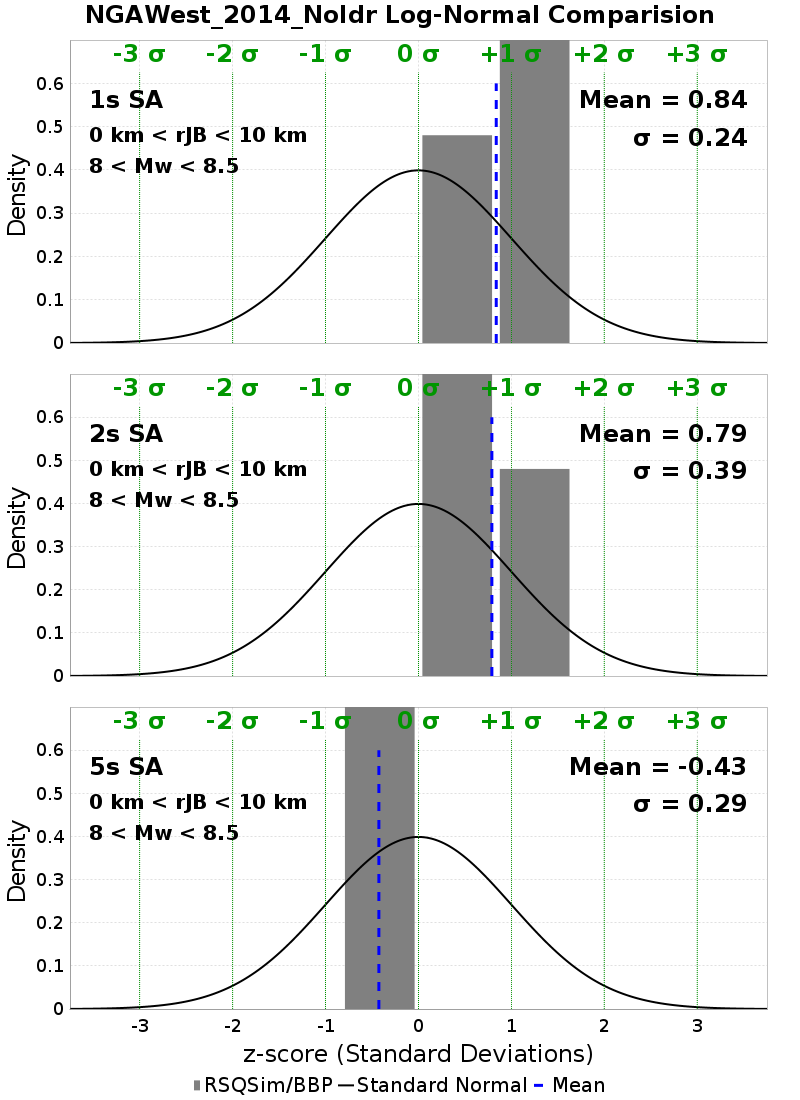 NGAWest_2014_NoIdr Log-Normal Comparision
-3 σ -2 σ -1 σ 0 σ +1 σ +2 σ +3 σ
1s SA
Mean = 0.84
0 km < rJB < 10 km
σ = 0.24
8 < Mw < 8.5
Density
0.6
0.5
0.4
0.3
0.2
0.1
0
-3 σ -2 σ -1 σ 0 σ +1 σ +2 σ +3 σ
2s SA
Mean = 0.79
0 km < rJB < 10 km
σ = 0.39
8 < Mw < 8.5
Density
0.6
0.5
0.4
0.3
0.2
0.1
0
-3 σ -2 σ -1 σ 0 σ +1 σ +2 σ +3 σ
5s SA
Mean = -0.43
0 km < rJB < 10 km
σ = 0.29
8 < Mw < 8.5
Density
0.6
0.5
0.4
0.3
0.2
0.1
0
-3 -2 -1 0 1 2 3
z-score (Standard Deviations)
RSQSim/BBP Standard Normal Mean